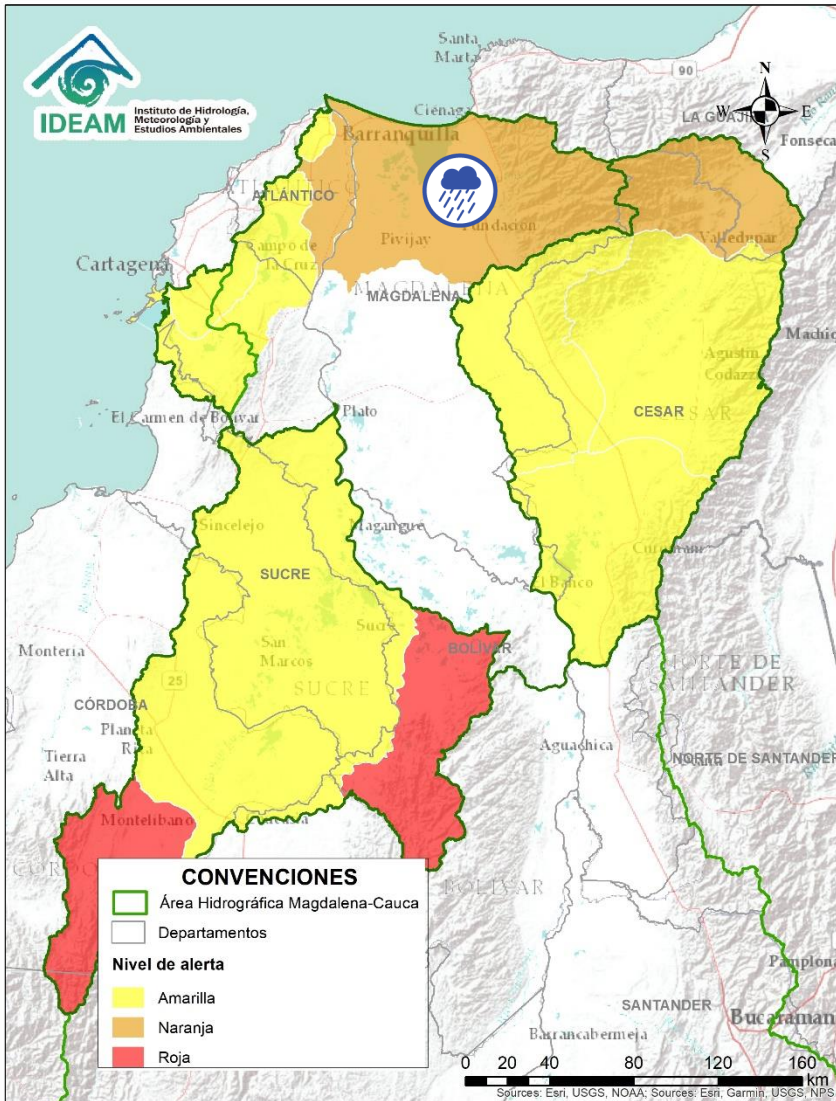 IDEAM
Instituto de Hidrología,
Meteorología y
Estudios Ambientales
Santa
Marta
90
N
W
E
S
Ciénaga
LA GUAJIRA
Fonseca
Barranquilla
ATLÁNTICO
Pivijay
Fundación
Valledupar
Campo de
la Cruz
Cartagena
MAGDALENA
Agustín
Codazzi
CESAR
El Carmen de Bolívar
Plato
Sincelejo
Magangué
SUCRE
El Banco
Sucre
San
Marcos
SUCRE
BOLÍVAR
Montería
25
NORTE DE
SANTANDER
CÓRDOBA
Planeta
Rica
Tierra
Alta
Aguachica
NORTE DE SANTANDER
Montelibano
BOLÍVAR
CONVENCIONES
Área Hidrográfica Magdalena-Cauca
Departamentos
Nivel de alerta
Amarilla
Naranja
Roja
Pamplona
SANTANDER
Bucaraman
Barrancabermeja
0 20 40 80 120 160
km
Sources: Esri, USGS, NOAA; Sources: Esri, Garmin, USGS, NPS